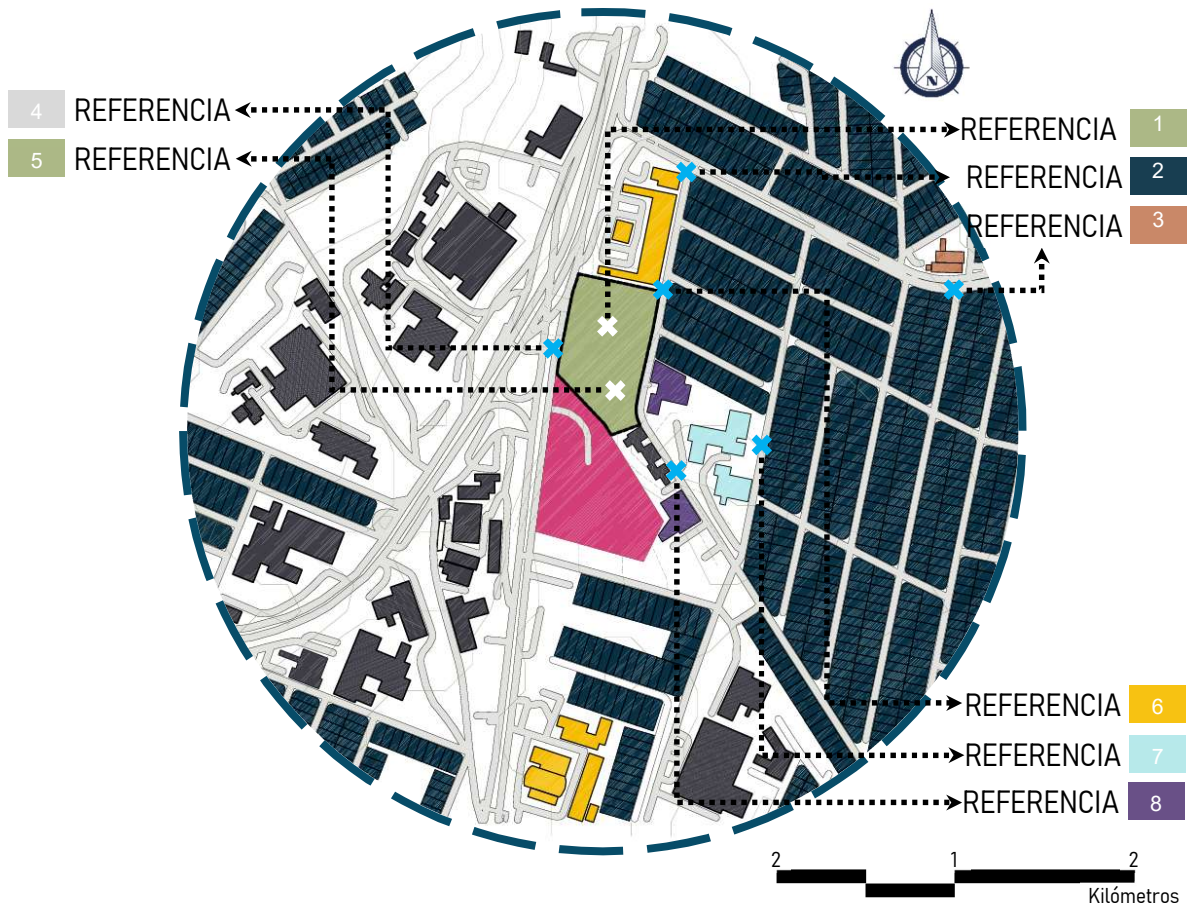 N
4 REFERENCIA
5 REFERENCIA
REFERENCIA 1
REFERENCIA 2
REFERENCIA 3
REFERENCIA 6
REFERENCIA 7
REFERENCIA 8
2 1 2
Kilómetros